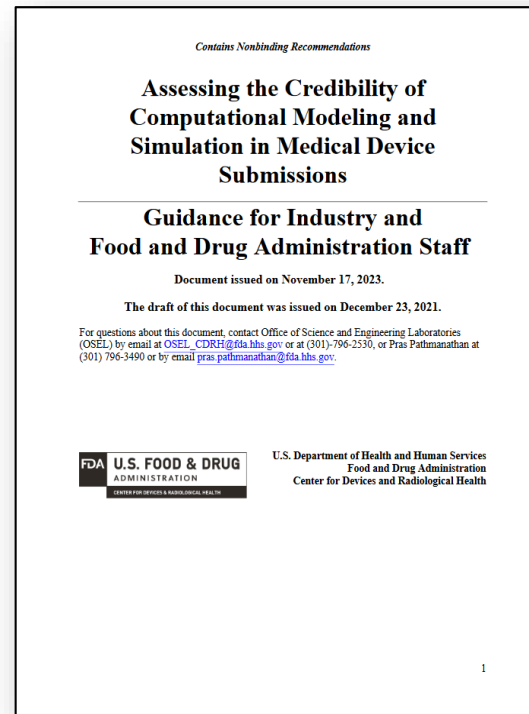 Contains Nonbinding Recommendations
Assessing the Credibility of
Computational Modeling and
Simulation in Medical Device
Submissions
Guidance for Industry and
Food and Drug Administration Staff
Document issued on November 17, 2023.
The draft of this document was issued on December 23, 2021.
For questions about this document, contact Office of Science and Engineering Laboratories
(OSEL) by email at OSEL_CDRH@fda.hhs.gov or at (301)-796-2530, or Pras Pathmanathan at
(301) 796-3490 or by email pras.pathmanathan@fda.hhs.gov.
FDA U.S. FOOD & DRUG
ADMINISTRATION
CENTER FOR DEVICES & RADIOLOGICAL HEALTH
U.S. Department of Health and Human Services
Food and Drug Administration
Center for Devices and Radiological Health
1